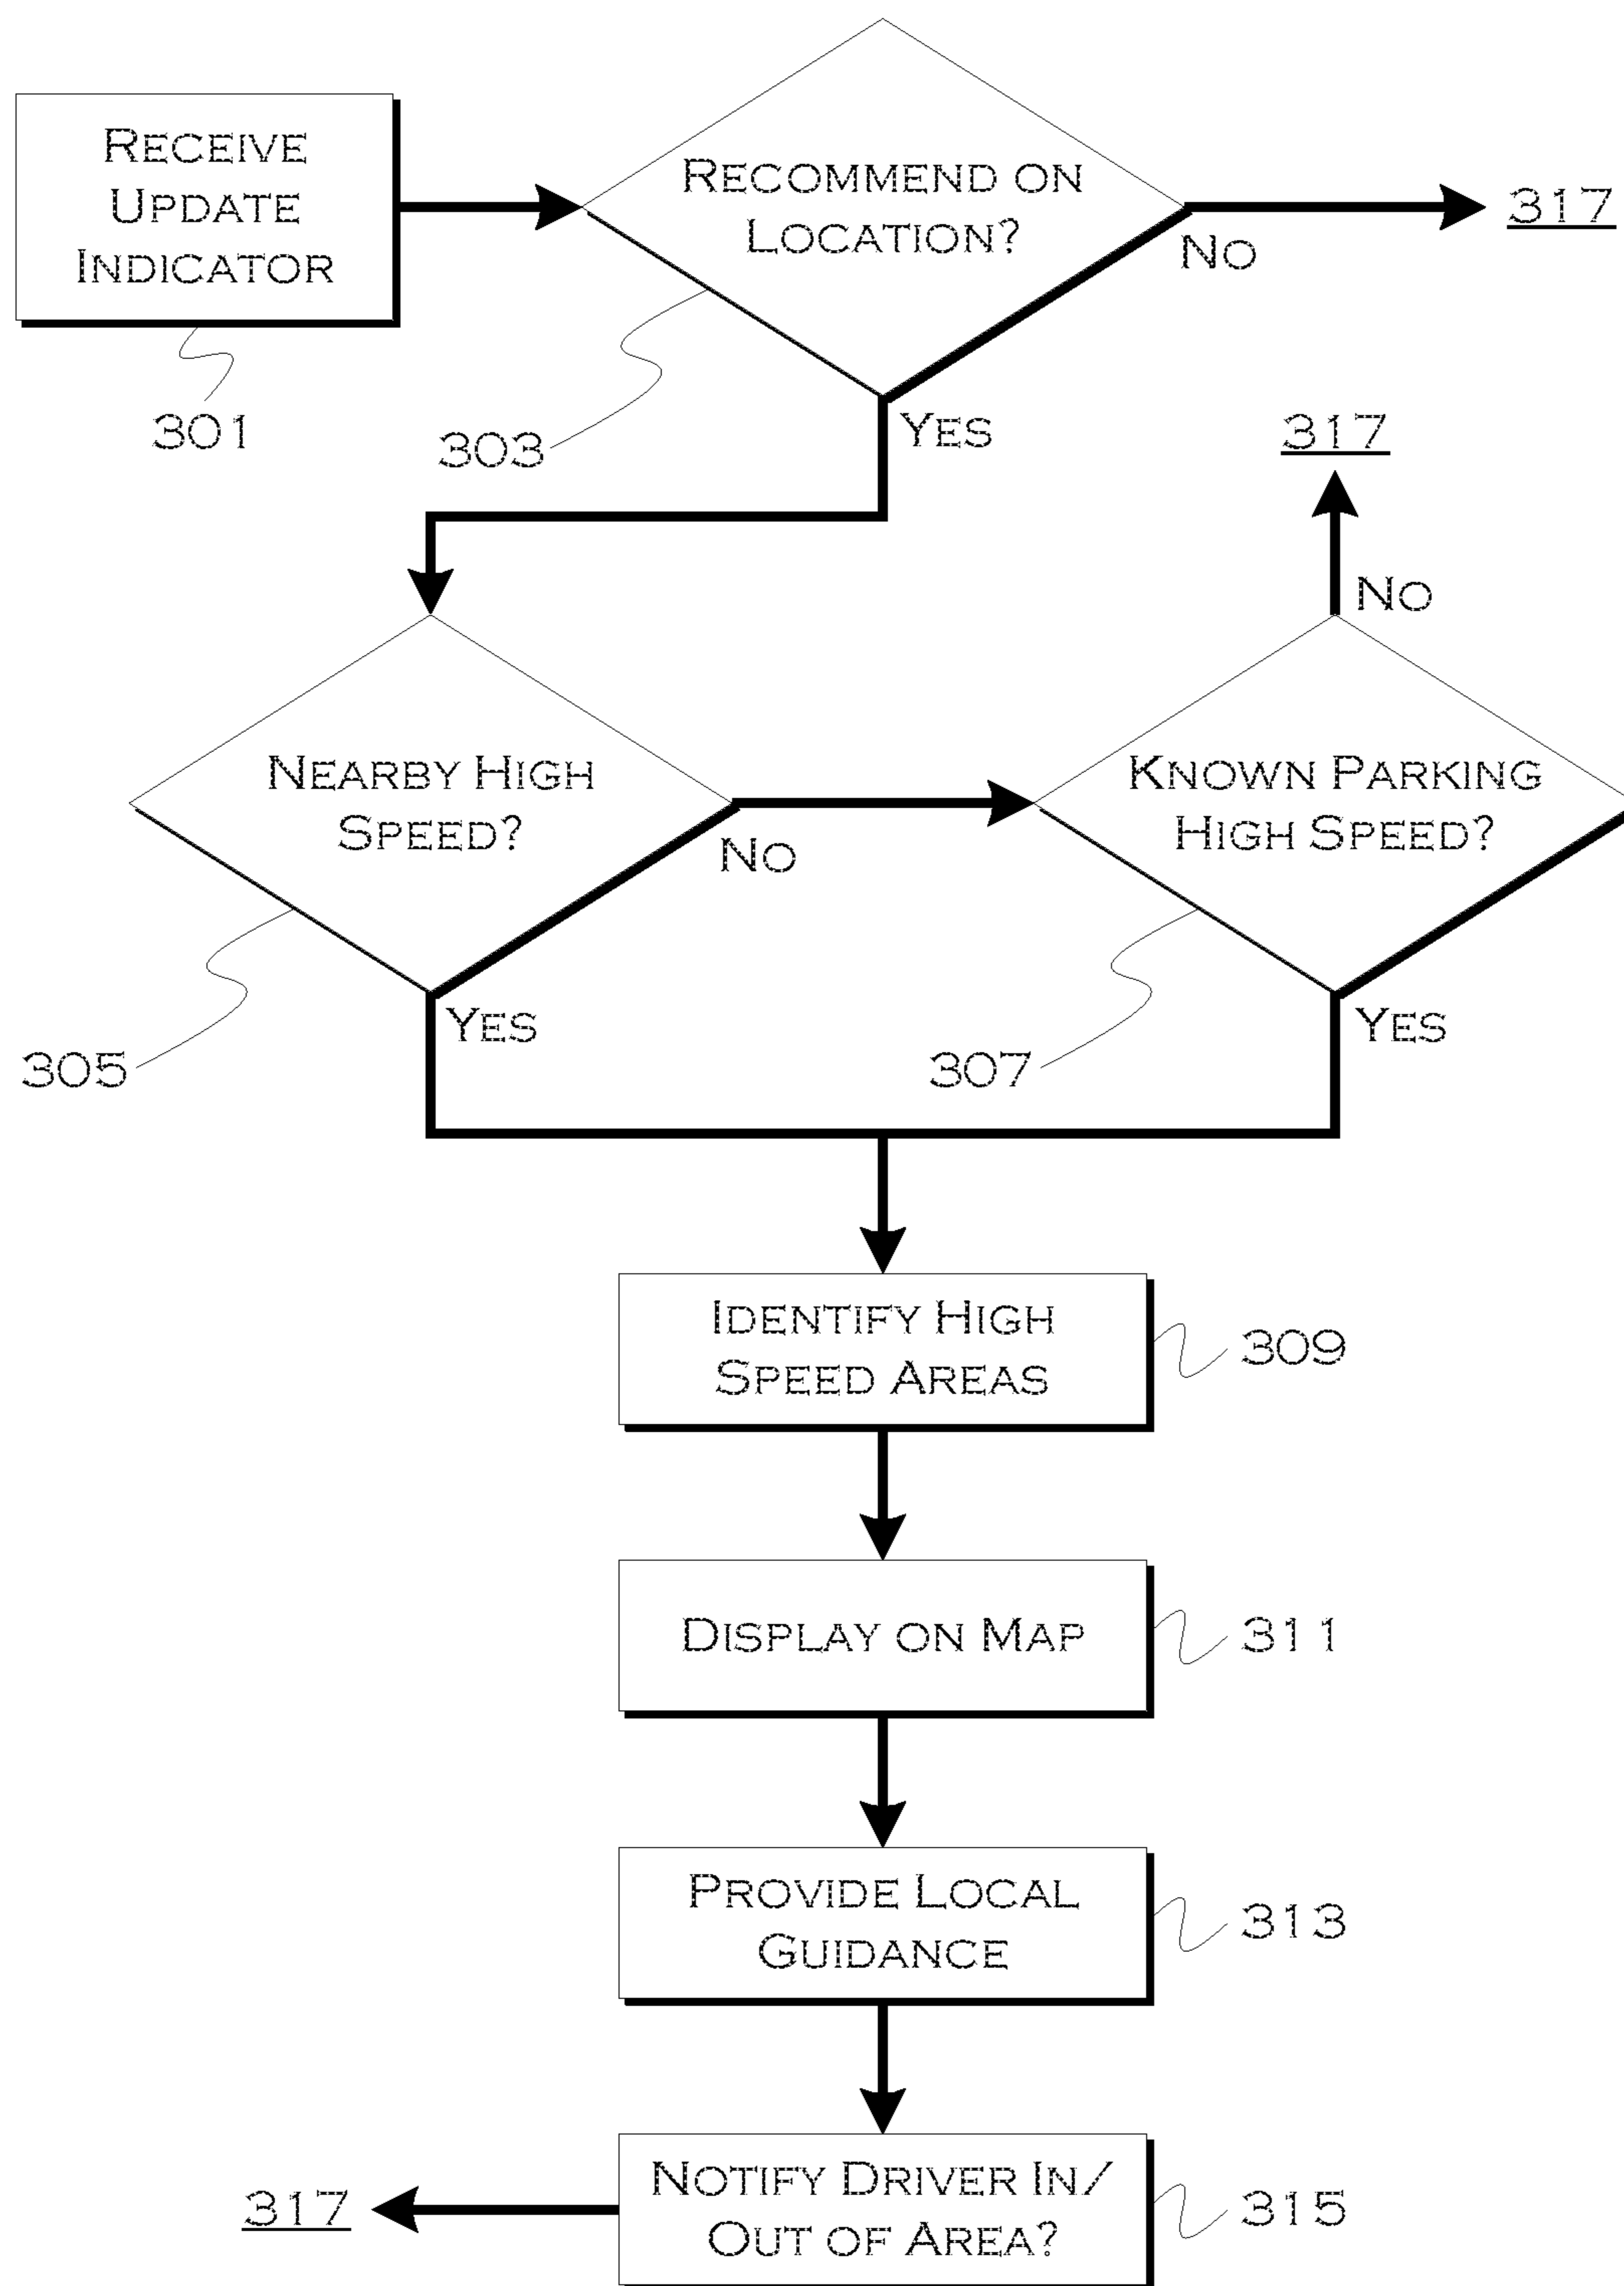 RECEIVE
UPDATE
INDICATOR
301
RECOMMEND ON
LOCATION?
303
NO
317
YES
NEARBY HIGH
SPEED?
305
NO
YES
KNOWN PARKING
HIGH SPEED?
307
NO
317
YES
IDENTIFY HIGH
SPEED AREAS
309
DISPLAY ON MAP
311
PROVIDE LOCAL
GUIDANCE
313
NOTIFY DRIVER IN/
OUT OF AREA?
315
317